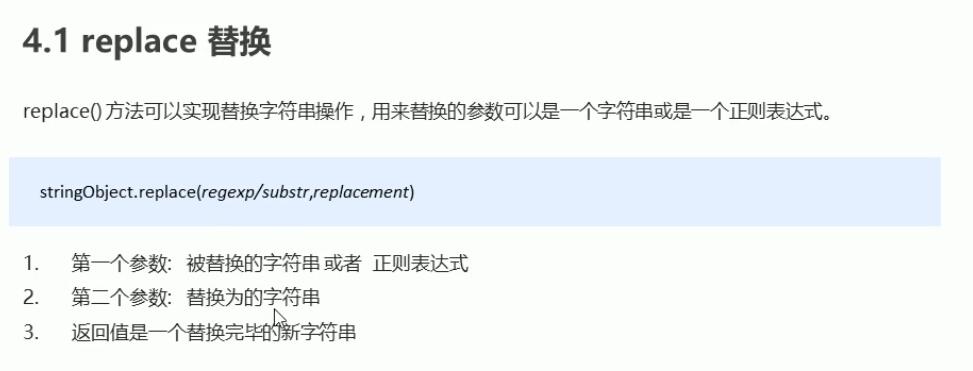 4.1 replace 替换
replace() 方法可以实现替换字符串操作，用来替换的参数可以是一个字符串或是一个正则表达式。
stringObject.replace(regexp/substr,replacement)
1. 第一个参数: 被替换的字符串 或者 正则表达式
2. 第二个参数: 替换为的字符串
3. 返回值是一个替换完毕的新字符串